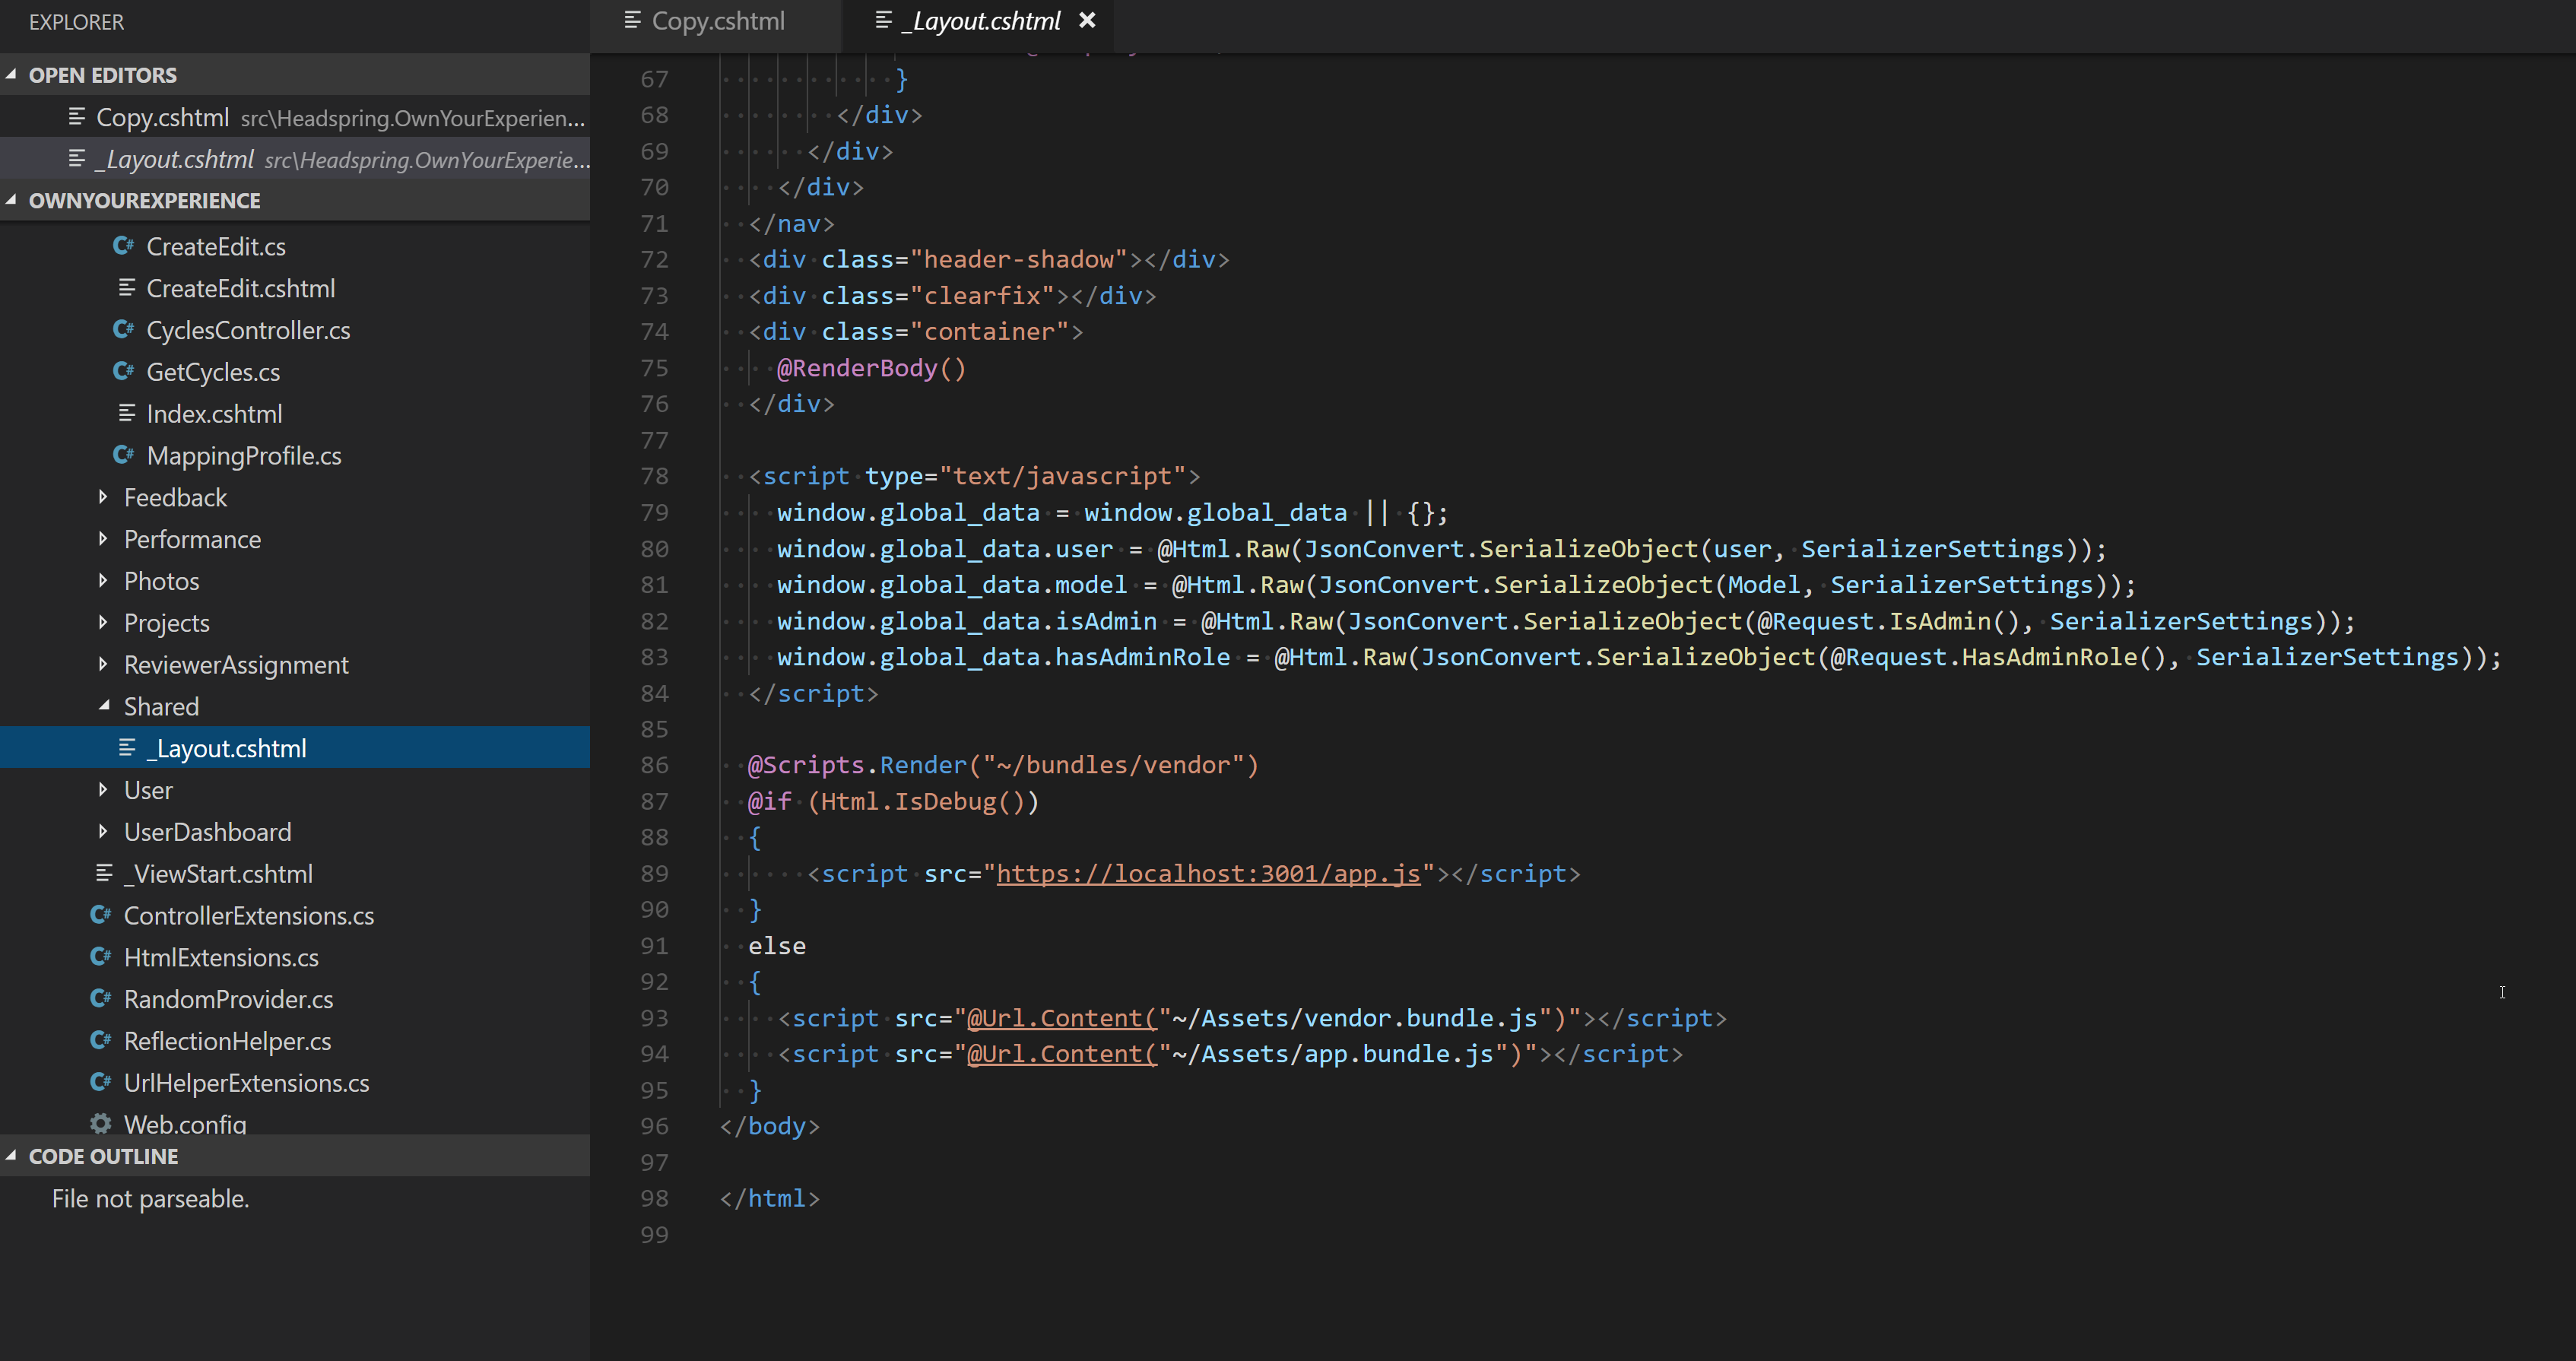 EXPLORER
OPEN EDITORS
Copy.cshtml src\Headspring.OwnYourExperien...
_Layout.cshtml src\Headspring.OwnYourExperie...
OWNYOUREXPERIENCE
C# CreateEdit.cs
CreateEdit.cshtml
C# CyclesController.cs
C# GetCycles.cs
Index.cshtml
C# MappingProfile.cs
Feedback
Performance
Photos
Projects
ReviewerAssignment
Shared
_Layout.cshtml
User
UserDashboard
_ViewStart.cshtml
C# ControllerExtensions.cs
C# HtmlExtensions.cs
C# RandomProvider.cs
C# ReflectionHelper.cs
C# UrlHelperExtensions.cs
Web.config
CODE OUTLINE
File not parseable.
Copy.cshtml _Layout.cshtml
67 }
68 </div>
69 </div>
70 </div>
71 </nav>
72 <div class="header-shadow"></div>
73 <div class="clearfix"></div>
74 <div class="container">
75 @RenderBody()
76 </div>
77
78 <script type="text/javascript">
79 window.global_data = window.global_data || {};
80 window.global_data.user = @Html.Raw(JsonConvert.SerializeObject(user, SerializerSettings));
81 window.global_data.model = @Html.Raw(JsonConvert.SerializeObject(Model, SerializerSettings));
82 window.global_data.isAdmin = @Html.Raw(JsonConvert.SerializeObject(@Request.IsAdmin(), SerializerSettings));
83 window.global_data.hasAdminRole = @Html.Raw(JsonConvert.SerializeObject(@Request.HasAdminRole(), SerializerSettings));
84 </script>
85
86 @Scripts.Render("~/bundles/vendor")
87 @if (Html.IsDebug())
88 {
89 <script src="https://localhost:3001/app.js"></script>
90 }
91 else
92 {
93 <script src="@Url.Content("~/Assets/vendor.bundle.js")"></script>
94 <script src="@Url.Content("~/Assets/app.bundle.js")"></script>
95 }
96 </body>
97
98 </html>
99